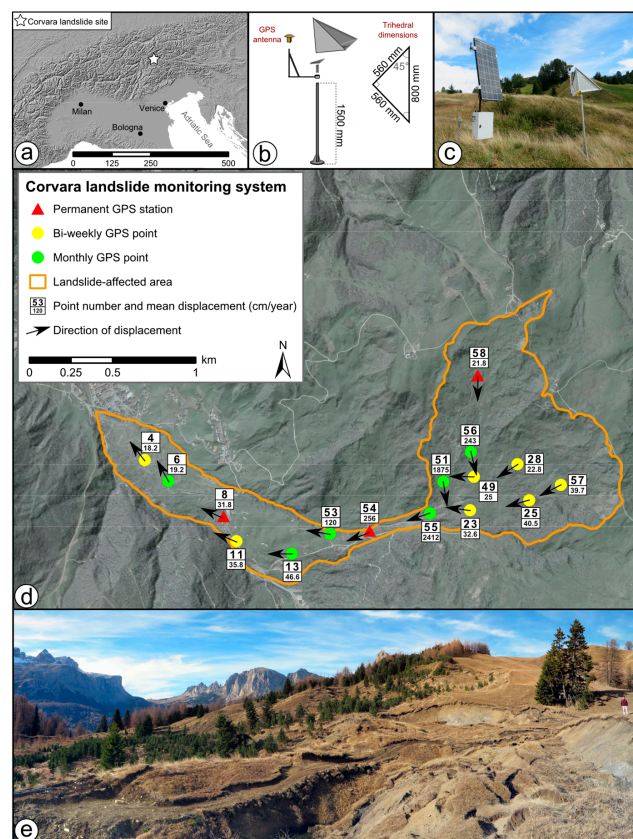 Corvara landslide site
Milan
Venice
Bologna
Adriatic Sea
0 125 250 500
a
GPS
antenna
Trihedral
dimensions
560 mm
45°
560 mm
800 mm
1500 mm
b
c
Corvara landslide monitoring system
Permanent GPS station
Bi-weekly GPS point
Monthly GPS point
Landslide-affected area
53
120
Point number and mean displacement (cm/year)
Direction of displacement
N
km
0 0.25 0.5 1
58
21.8
4
18.2
6
19.2
56
243
51
1875
28
22.8
57
39.7
49
25
8
31.8
53
120
54
256
25
40.5
23
32.6
55
2412
11
35.8
13
46.6
d
e